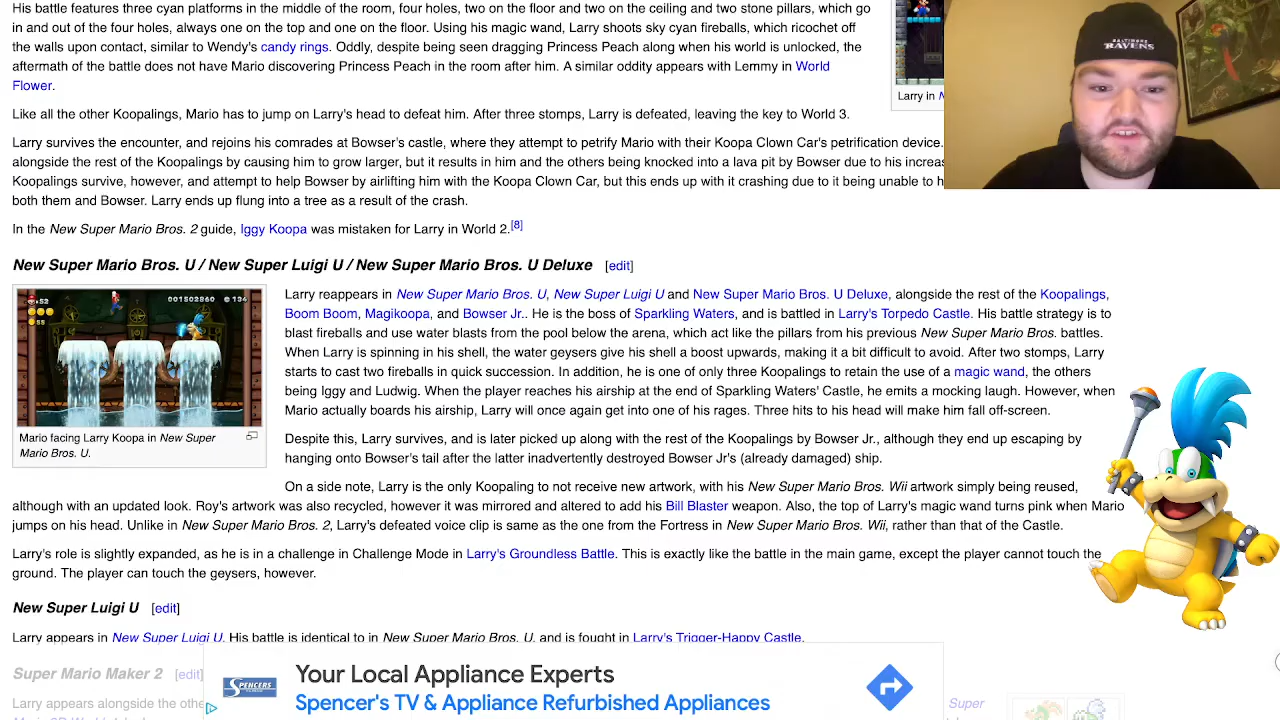 His battle features three cyan platforms in the middle of the room, four holes, two on the floor and two on the ceiling and two stone pillars, which go
in and out of the four holes, always one on the top and one on the floor. Using his magic wand, Larry shoots sky cyan fireballs, which ricochet off
the walls upon contact, similar to Wendy's candy rings. Oddly, despite being seen dragging Princess Peach along when his world is unlocked, the
aftermath of the battle does not have Mario discovering Princess Peach in the room after him. A similar oddity appears with Lemmy in World
Flower.
Larry in N
Like all the other Koopalings, Mario has to jump on Larry's head to defeat him. After three stomps, Larry is defeated, leaving the key to World 3.
Larry survives the encounter, and rejoins his comrades at Bowser's castle, where they attempt to petrify Mario with their Koopa Clown Car's petrification device.
alongside the rest of the Koopalings by causing him to grow larger, but it results in him and the others being knocked into a lava pit by Bowser due to his increas
Koopalings survive, however, and attempt to help Bowser by airlifting him with the Koopa Clown Car, but this ends up with it crashing due to it being unable to h
both them and Bowser. Larry ends up flung into a tree as a result of the crash.
In the New Super Mario Bros. 2 guide, Iggy Koopa was mistaken for Larry in World 2.[8]
New Super Mario Bros. U / New Super Luigi U / New Super Mario Bros. U Deluxe [edit]
Larry reappears in New Super Mario Bros. U, New Super Luigi U and New Super Mario Bros. U Deluxe, alongside the rest of the Koopalings,
Boom Boom, Magikoopa, and Bowser Jr.. He is the boss of Sparkling Waters, and is battled in Larry's Torpedo Castle. His battle strategy is to
blast fireballs and use water blasts from the pool below the arena, which act like the pillars from his previous New Super Mario Bros. battles.
When Larry is spinning in his shell, the water geysers give his shell a boost upwards, making it a bit difficult to avoid. After two stomps, Larry
starts to cast two fireballs in quick succession. In addition, he is one of only three Koopalings to retain the use of a magic wand, the others
being Iggy and Ludwig. When the player reaches his airship at the end of Sparkling Waters' Castle, he emits a mocking laugh. However, when
Mario actually boards his airship, Larry will once again get into one of his rages. Three hits to his head will make him fall off-screen.
52
001502860
134
55
Mario facing Larry Koopa in New Super
Mario Bros. U.
Despite this, Larry survives, and is later picked up along with the rest of the Koopalings by Bowser Jr., although they end up escaping by
hanging onto Bowser's tail after the latter inadvertently destroyed Bowser Jr's (already damaged) ship.
On a side note, Larry is the only Koopaling to not receive new artwork, with his New Super Mario Bros. Wii artwork simply being reused,
although with an updated look. Roy's artwork was also recycled, however it was mirrored and altered to add his Bill Blaster weapon. Also, the top of Larry's magic wand turns pink when Mario
jumps on his head. Unlike in New Super Mario Bros. 2, Larry's defeated voice clip is same as the one from the Fortress in New Super Mario Bros. Wii, rather than that of the Castle.
Larry's role is slightly expanded, as he is in a challenge in Challenge Mode in Larry's Groundless Battle. This is exactly like the battle in the main game, except the player cannot touch the
ground. The player can touch the geysers, however.
New Super Luigi U [edit]
Larry appears in New Super Luigi U. His battle is identical to in New Super Mario Bros. U, and is fought in Larry's Trigger-Happy Castle.
Super Mario Maker 2 [edit]
Larry appears alongside the othe
Super
SPENCERS
Your Local Appliance Experts
Spencer's TV & Appliance Refurbished Appliances
BALTIMORE
RAVENS